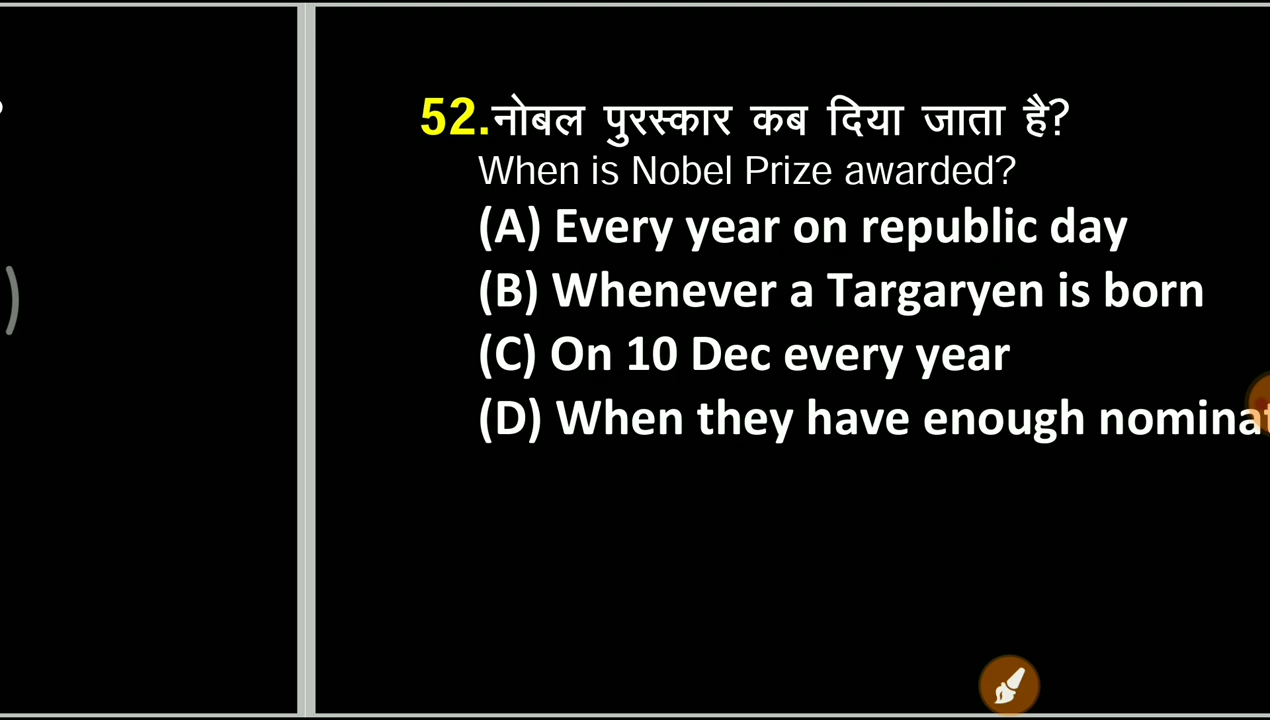 52.नोबल पुरस्कार कब दिया जाता है?
When is Nobel Prize awarded?
(A) Every year on republic day
(B) Whenever a Targaryen is born
(C) On 10 Dec every year
(D) When they have enough